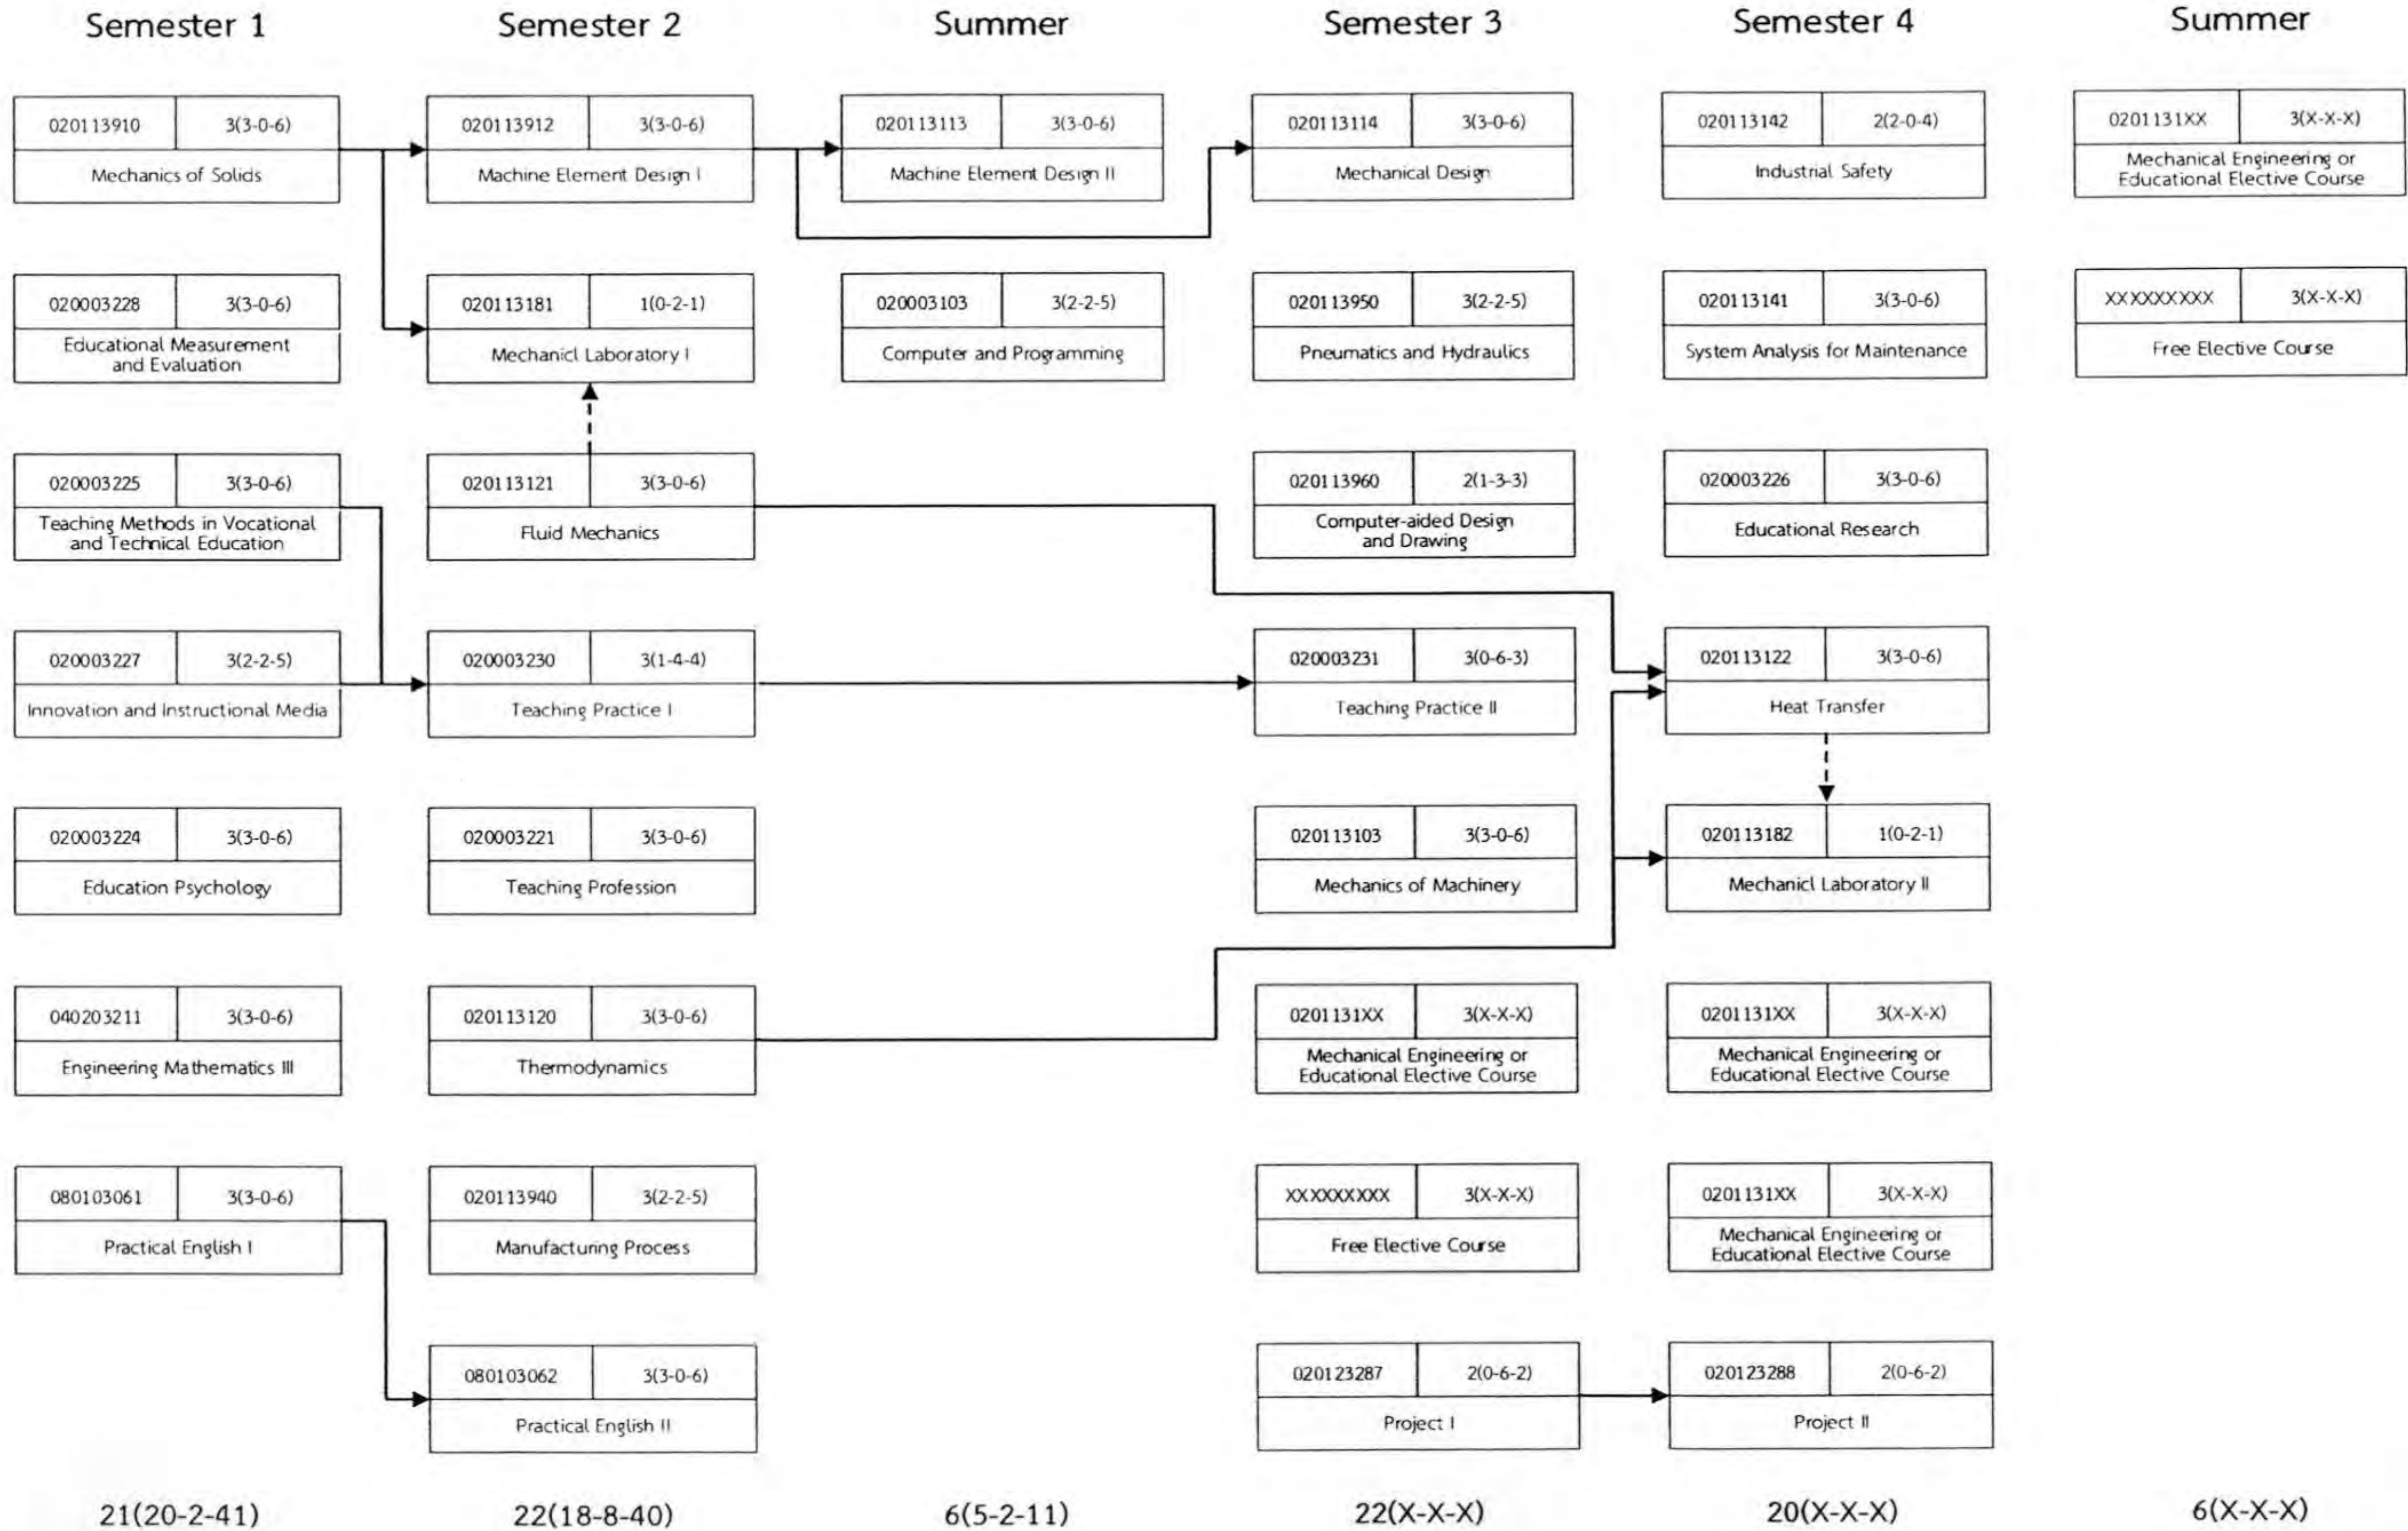 Semester 1
Semester 2
Summer
Semester 3
Semester 4
Summer
020113910 3(3-0-6)
Mechanics of Solids
020113912 3(3-0-6)
Machine Element Design I
020113113 3(3-0-6)
Machine Element Design II
020113114 3(3-0-6)
Mechanical Design
020113142 2(2-0-4)
Industrial Safety
0201131XX 3(X-X-X)
Mechanical Engineering or
Educational Elective Course
020003228 3(3-0-6)
Educational Measurement
and Evaluation
020113181 1(0-2-1)
Mechanicl Laboratory I
020003103 3(2-2-5)
Computer and Programming
020113950 3(2-2-5)
Pneumatics and Hydraulics
020113141 3(3-0-6)
System Analysis for Maintenance
XXXXXXXXX 3(X-X-X)
Free Elective Course
020003225 3(3-0-6)
Teaching Methods in Vocational
and Technical Education
020113121 3(3-0-6)
Fluid Mechanics
020113960 2(1-3-3)
Computer-aided Design
and Drawing
020003226 3(3-0-6)
Educational Research
020003227 3(2-2-5)
Innovation and Instructional Media
020003230 3(1-4-4)
Teaching Practice I
020003231 3(0-6-3)
Teaching Practice II
020113122 3(3-0-6)
Heat Transfer
020003224 3(3-0-6)
Education Psychology
020003221 3(3-0-6)
Teaching Profession
020113103 3(3-0-6)
Mechanics of Machinery
020113182 1(0-2-1)
Mechanicl Laboratory II
040203211 3(3-0-6)
Engineering Mathematics III
020113120 3(3-0-6)
Thermodynamics
0201131XX 3(X-X-X)
Mechanical Engineering or
Educational Elective Course
0201131XX 3(X-X-X)
Mechanical Engineering or
Educational Elective Course
080103061 3(3-0-6)
Practical English I
020113940 3(2-2-5)
Manufacturing Process
XXXXXXXXX 3(X-X-X)
Free Elective Course
0201131XX 3(X-X-X)
Mechanical Engineering or
Educational Elective Course
080103062 3(3-0-6)
Practical English II
020123287 2(0-6-2)
Project I
020123288 2(0-6-2)
Project II
21(20-2-41)
22(18-8-40)
6(5-2-11)
22(X-X-X)
20(X-X-X)
6(X-X-X)